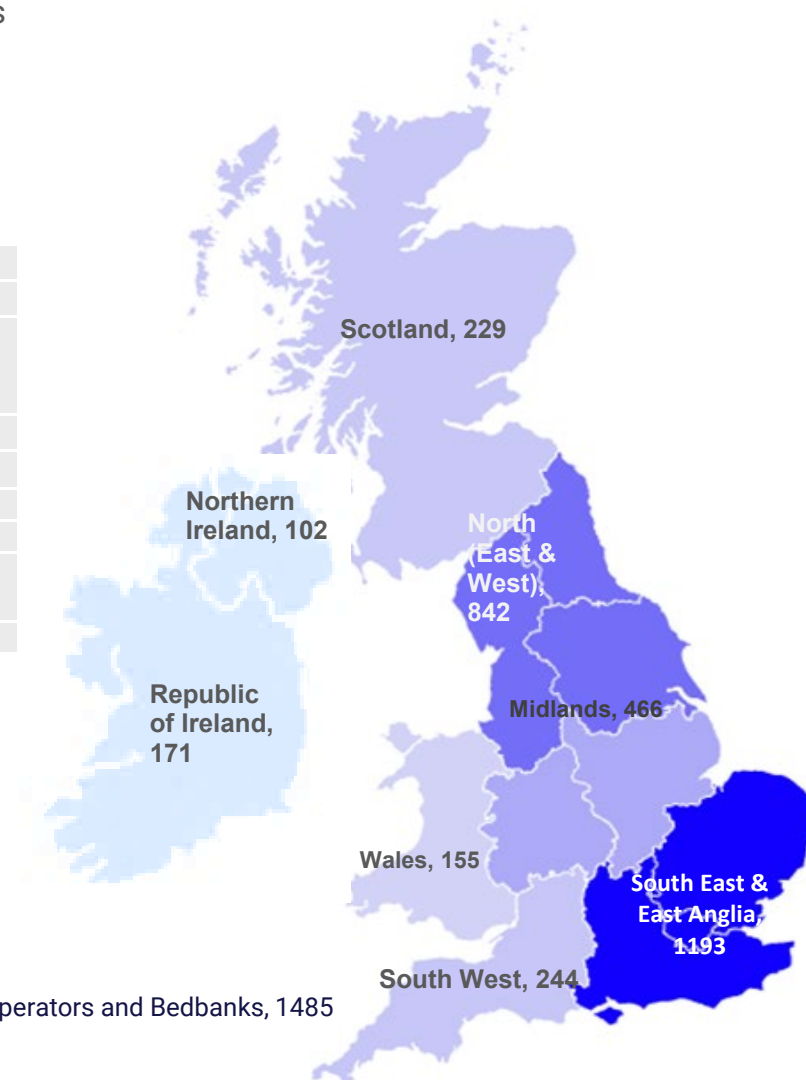 Scotland, 229
Northern
Ireland, 102
North
(East &
West),
842
Republic
of Ireland,
171
Midlands, 466
Wales, 155
South East &
East Anglia,
1193
South West, 244
perators and Bedbanks, 1485